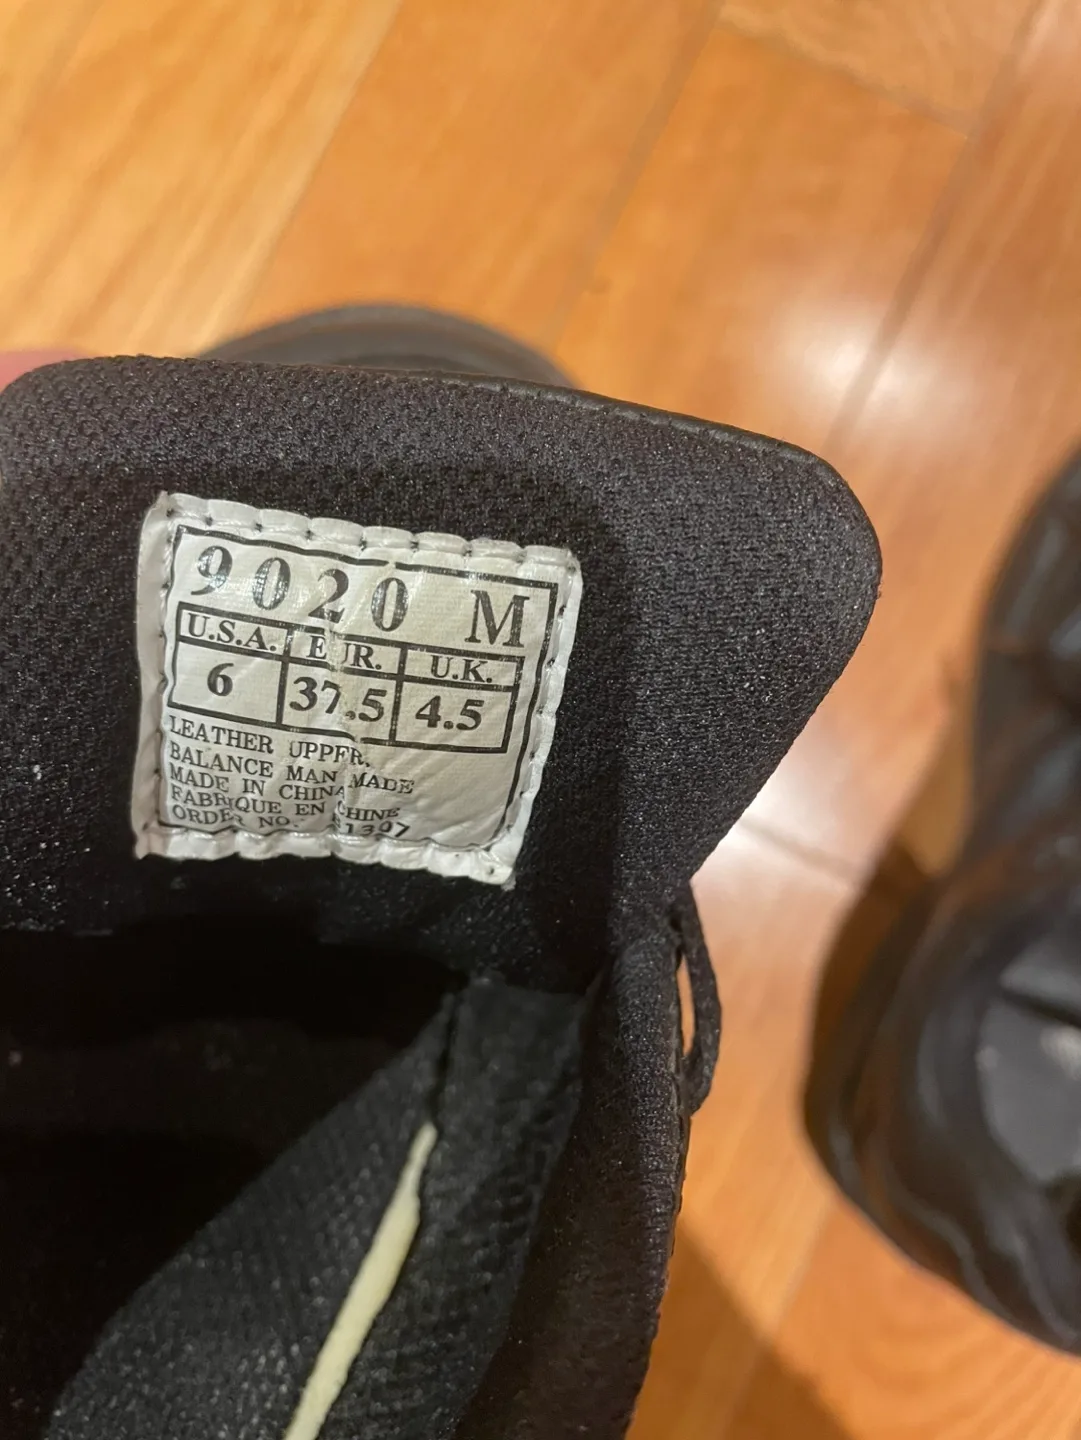 9020 M
U.S.A. EUR. U.K.
6 37.5 4.5
LEATHER UPPER,
BALANCE MAN MADE
MADE IN CHINA
FABRIQUE EN CHINE
ORDER NO.